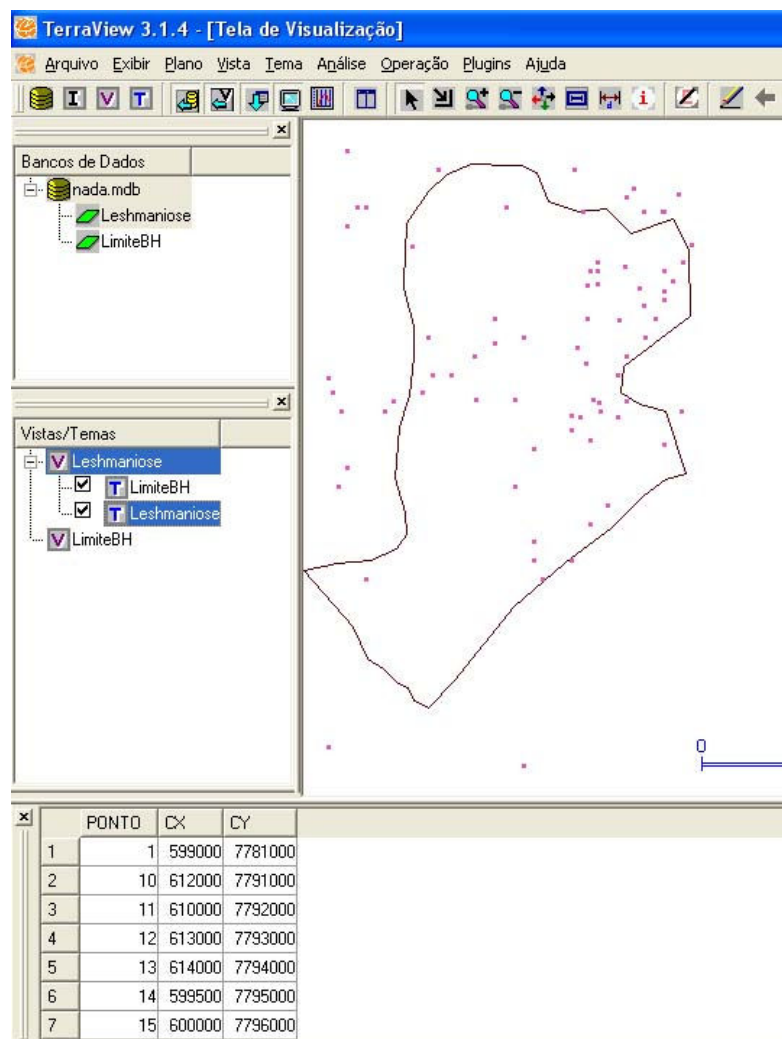 TerraView 3.1.4 - [Tela de Visualização]
Arquivo Exibir Plano Vista Tema Análise Operação Plugins Ajuda
I V T
Bancos de Dados
nada.mdb
Leshmaniose
LimiteBH
Vistas/Temas
V Leshmaniose
T LimiteBH
T Leshmaniose
V LimiteBH
0
PONTO CX CY
1 1 599000 7781000
2 10 612000 7791000
3 11 610000 7792000
4 12 613000 7793000
5 13 614000 7794000
6 14 599500 7795000
7 15 600000 7796000